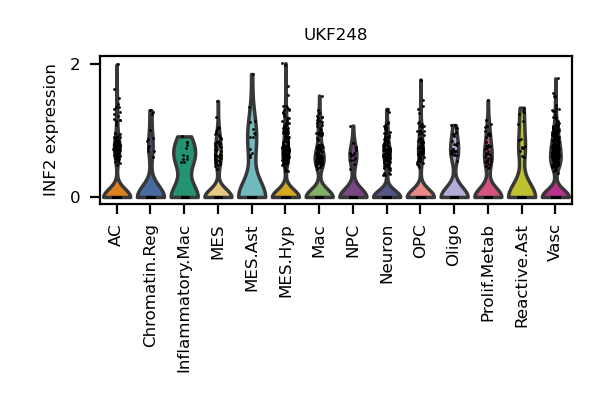 UKF248
INF2 expression
2
0
AC
Chromatin.Reg
Inflammatory.Mac
MES
MES.Ast
MES.Hyp
Mac
NPC
Neuron
OPC
Oligo
Prolif.Metab
Reactive.Ast
Vasc